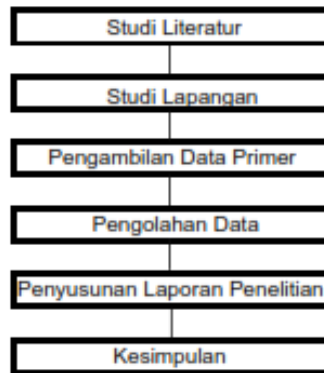 Studi Literatur
Studi Lapangan
Pengambilan Data Primer
Pengolahan Data
Penyusunan Laporan Penelitian
Kesimpulan